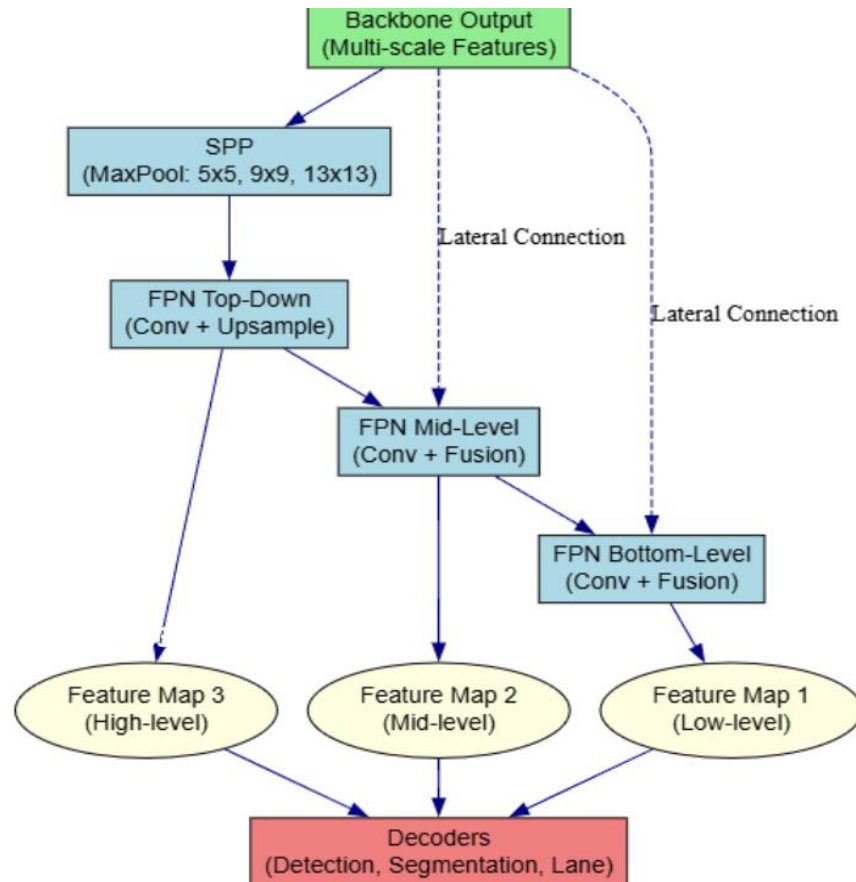 Backbone Output
(Multi-scale Features)
SPP
(MaxPool: 5x5, 9x9, 13x13)
Lateral Connection
Lateral Connection
FPN Top-Down
(Conv + Upsample)
FPN Mid-Level
(Conv + Fusion)
FPN Bottom-Level
(Conv + Fusion)
Feature Map 3
(High-level)
Feature Map 2
(Mid-level)
Feature Map 1
(Low-level)
Decoders
(Detection, Segmentation, Lane)